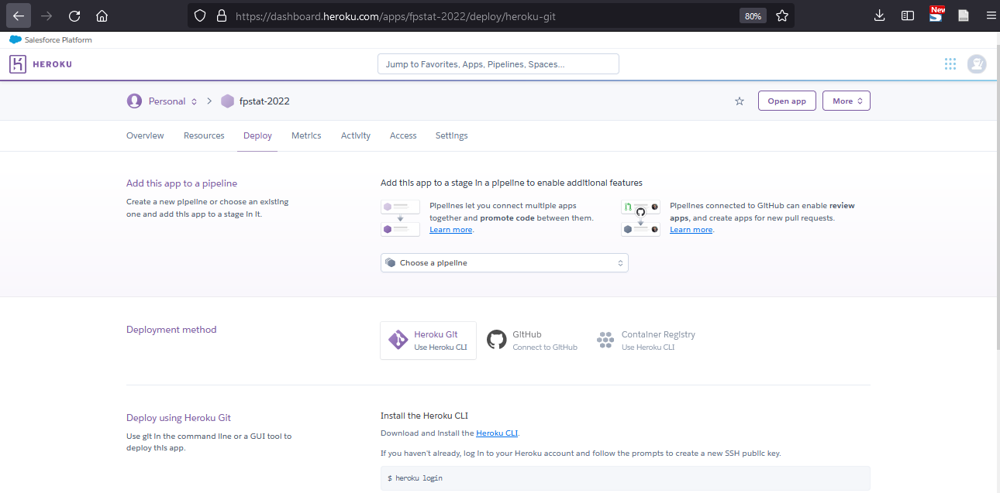 https://dashboard.heroku.com/apps/fpstat-2022/deploy/heroku-git
80%
New
Salesforce Platform
HEROKU
Jump to Favorites, Apps, Pipelines, Spaces...
Personal
fpstat-2022
Open app
More
Overview
Resources
Deploy
Metrics
Activity
Access
Settings
Add this app to a pipeline
Create a new pipeline or choose an existing
one and add this app to a stage in it.
Add this app to a stage in a pipeline to enable additional features
Pipelines let you connect multiple apps
together and promote code between them.
Learn more.
Pipelines connected to GitHub can enable review
apps, and create apps for new pull requests.
Learn more.
Choose a pipeline
Deployment method
Heroku Git
Use Heroku CLI
GitHub
Connect to GitHub
Container Registry
Use Heroku CLI
Deploy using Heroku Git
Use git in the command line or a GUI tool to
deploy this app.
Install the Heroku CLI
Download and install the Heroku CLI.
If you haven't already, log in to your Heroku account and follow the prompts to create a new SSH public key.
$ heroku login